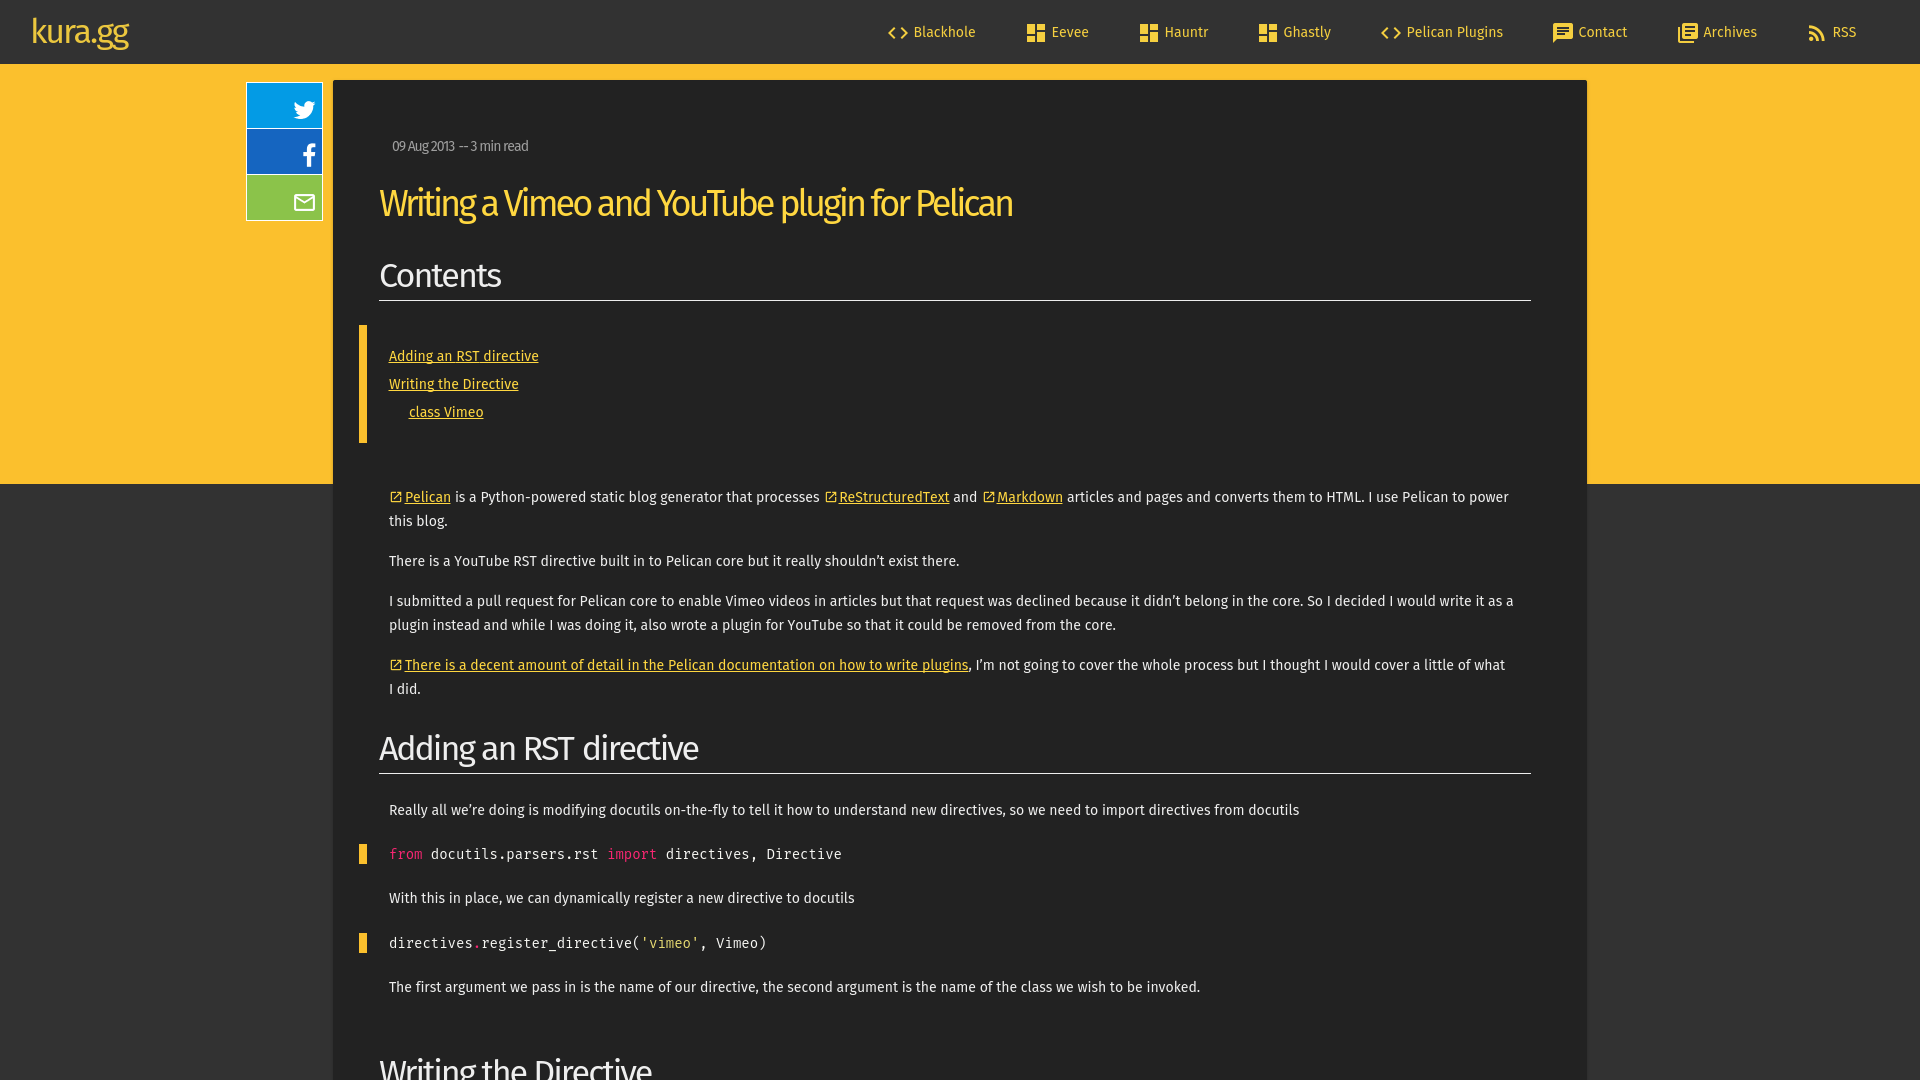 kura.gg
Blackhole
Eevee
Hauntr
Ghastly
Pelican Plugins
Contact
Archives
RSS
09 Aug 2013 -- 3 min read
Writing a Vimeo and YouTube plugin for Pelican
Contents
Adding an RST directive
Writing the Directive
class Vimeo
Pelican is a Python-powered static blog generator that processes ReStructuredText and Markdown articles and pages and converts them to HTML. I use Pelican to power
this blog.
There is a YouTube RST directive built in to Pelican core but it really shouldn’t exist there.
I submitted a pull request for Pelican core to enable Vimeo videos in articles but that request was declined because it didn’t belong in the core. So I decided I would write it as a
plugin instead and while I was doing it, also wrote a plugin for YouTube so that it could be removed from the core.
There is a decent amount of detail in the Pelican documentation on how to write plugins, I’m not going to cover the whole process but I thought I would cover a little of what
I did.
Adding an RST directive
Really all we’re doing is modifying docutils on-the-fly to tell it how to understand new directives, so we need to import directives from docutils
from docutils.parsers.rst import directives, Directive
With this in place, we can dynamically register a new directive to docutils
directives.register_directive('vimeo', Vimeo)
The first argument we pass in is the name of our directive, the second argument is the name of the class we wish to be invoked.
Writing the Directive